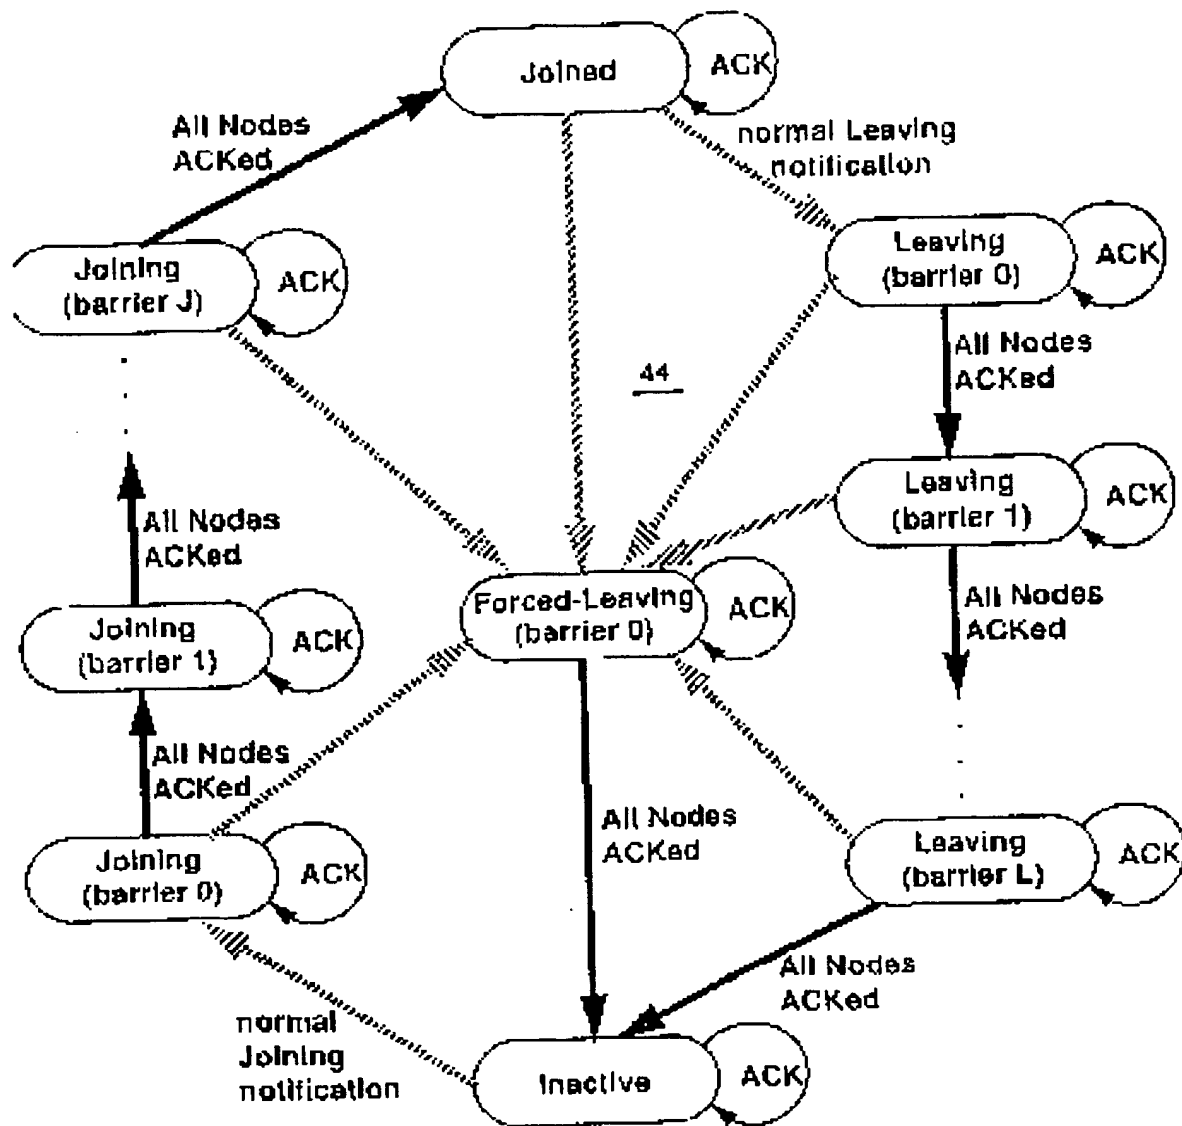 Joined
ACK
All Nodes
ACKed
normal Leaving
notification
Joining
(barrier J)
ACK
Leaving
(barrier 0)
ACK
All Nodes
ACKed
44
Leaving
(barrier 1)
ACK
All Nodes
ACKed
Forced-Leaving
(barrier 0)
ACK
All Nodes
ACKed
Joining
(barrier 1)
ACK
All Nodes
ACKed
Joining
(barrier 0)
ACK
All Nodes
ACKed
Leaving
(barrier L)
ACK
All Nodes
ACKed
normal
Joining
notification
Inactive
ACK